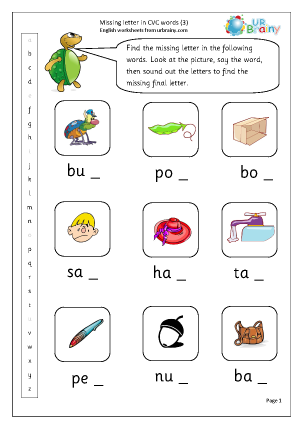 Missing letter in CVC words (3)
English worksheets from urbrainy.com
UR
Brainy
Find the missing letter in the following
words. Look at the picture, say the word,
then sound out the letters to find the
missing final letter.
b
c
d
f
g
h
j
k
l
m
n
p
q
r
s
t
v
w
x
y
z
bu _
po _
bo _
sa _
ha _
ta _
pe _
nu _
ba _
Page 1